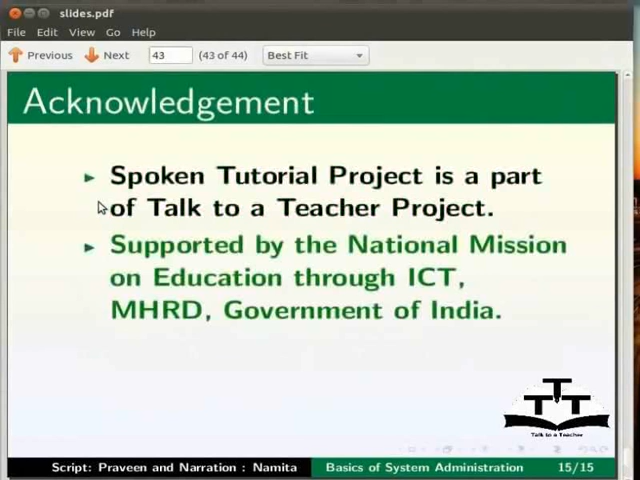 slides.pdf
File Edit View Go Help
Previous Next 43 (43 of 44) Best Fit
Acknowledgement
Spoken Tutorial Project is a part
of Talk to a Teacher Project.
Supported by the National Mission
on Education through ICT,
MHRD, Government of India.
TTT
Talk to a Teacher
Script: Praveen and Narration : Namita Basics of System Administration 15/15